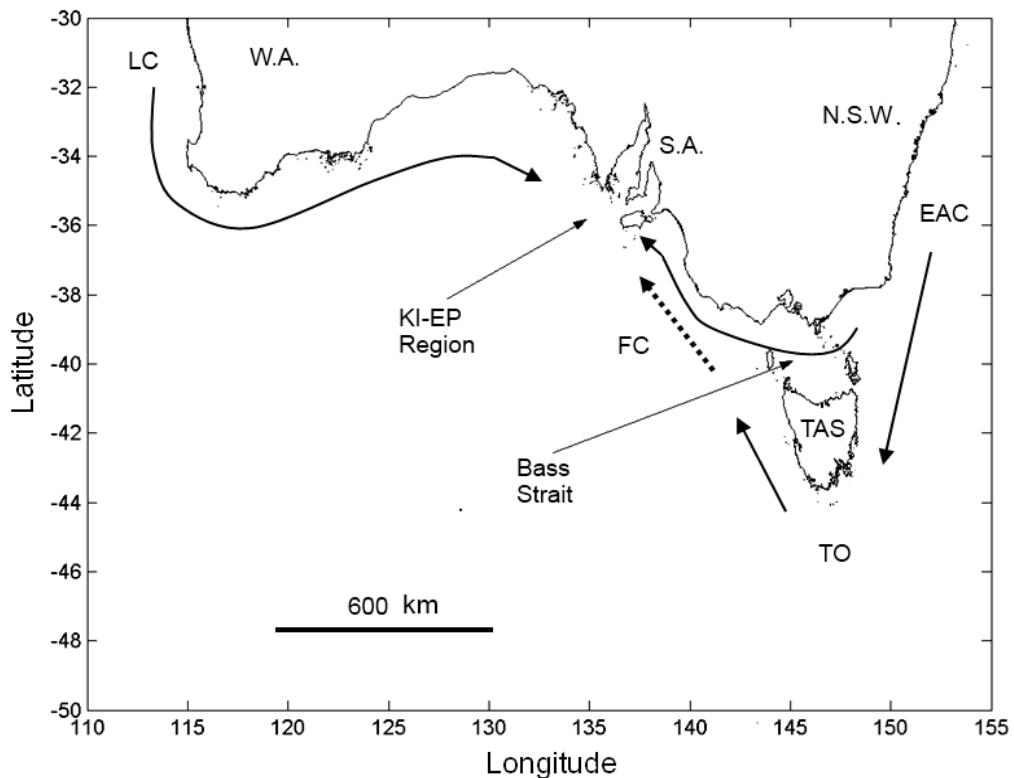 -30
-32
-34
-36
-38
-40
-42
-44
-46
-48
-50
Latitude
LC
W.A.
S.A.
N.S.W.
EAC
KI-EP
Region
FC
TAS
Bass
Strait
TO
600 km
110
115
120
125
130
135
140
145
150
155
Longitude